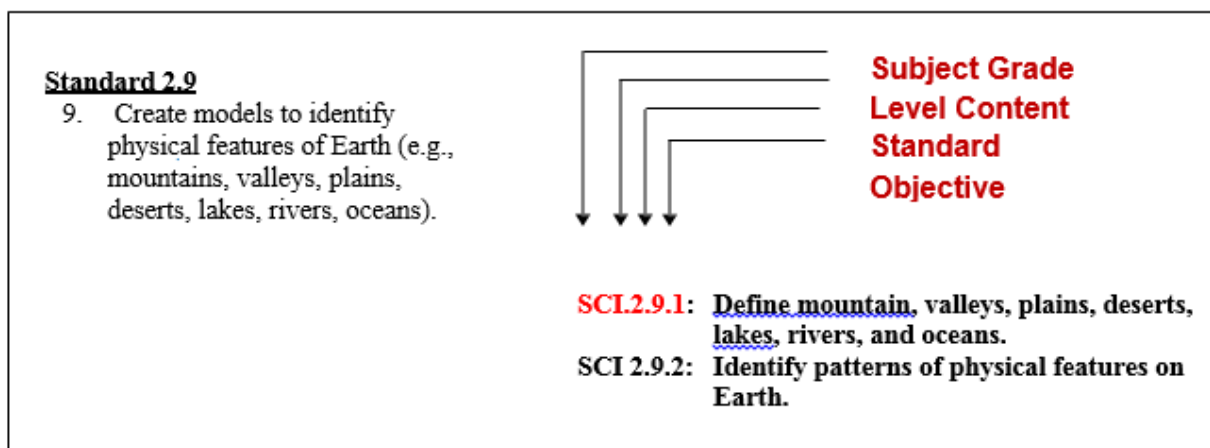 Standard 2.9
9. Create models to identify
physical features of Earth (e.g.,
mountains, valleys, plains,
deserts, lakes, rivers, oceans).
Subject Grade
Level Content
Standard
Objective
SCI.2.9.1: Define mountain, valleys, plains, deserts,
lakes, rivers, and oceans.
SCI 2.9.2: Identify patterns of physical features on
Earth.